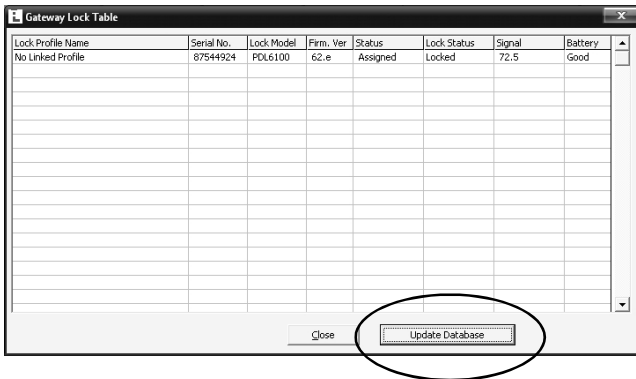 Gateway Lock Table
Lock Profile Name Serial No. Lock Model Firm. Ver Status Lock Status Signal Battery
No Linked Profile 87544924 PDL6100 62.e Assigned Locked 72.5 Good
Close Update Database